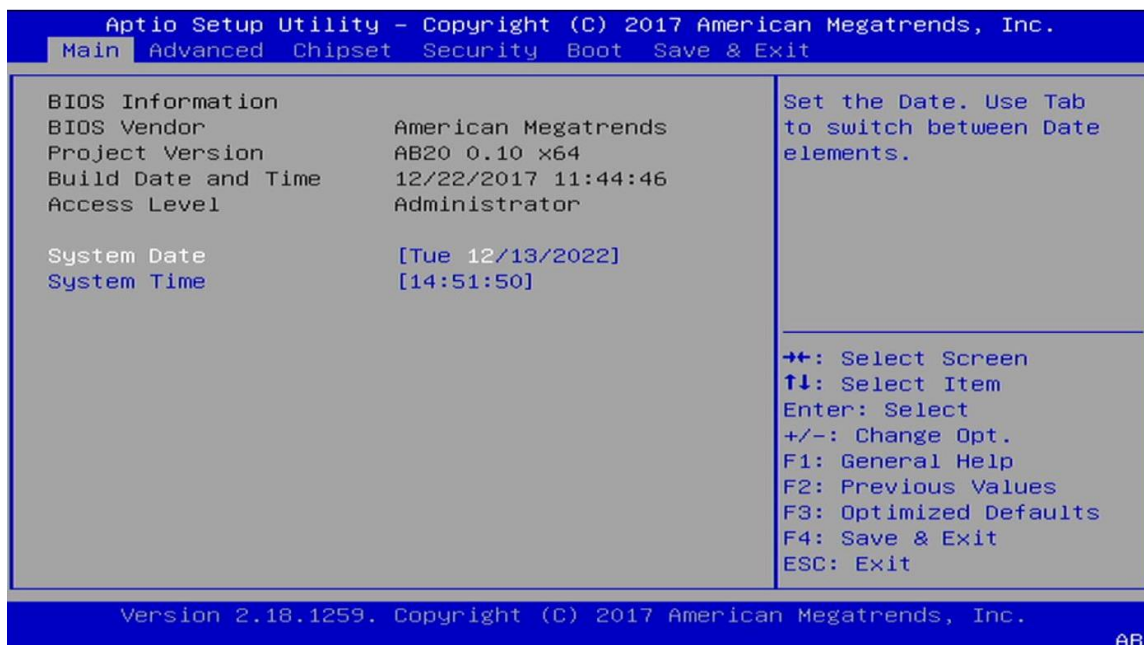 Aptio Setup Utility – Copyright (C) 2017 American Megatrends, Inc.
Main Advanced Chipset Security Boot Save & Exit
BIOS Information
BIOS Vendor American Megatrends
Project Version AB20 0.10 x64
Build Date and Time 12/22/2017 11:44:46
Access Level Administrator
System Date [Tue 12/13/2022]
System Time [14:51:50]
Set the Date. Use Tab
to switch between Date
elements.
→←: Select Screen
↑↓: Select Item
Enter: Select
+/-: Change Opt.
F1: General Help
F2: Previous Values
F3: Optimized Defaults
F4: Save & Exit
ESC: Exit
Version 2.18.1259. Copyright (C) 2017 American Megatrends, Inc.
AB